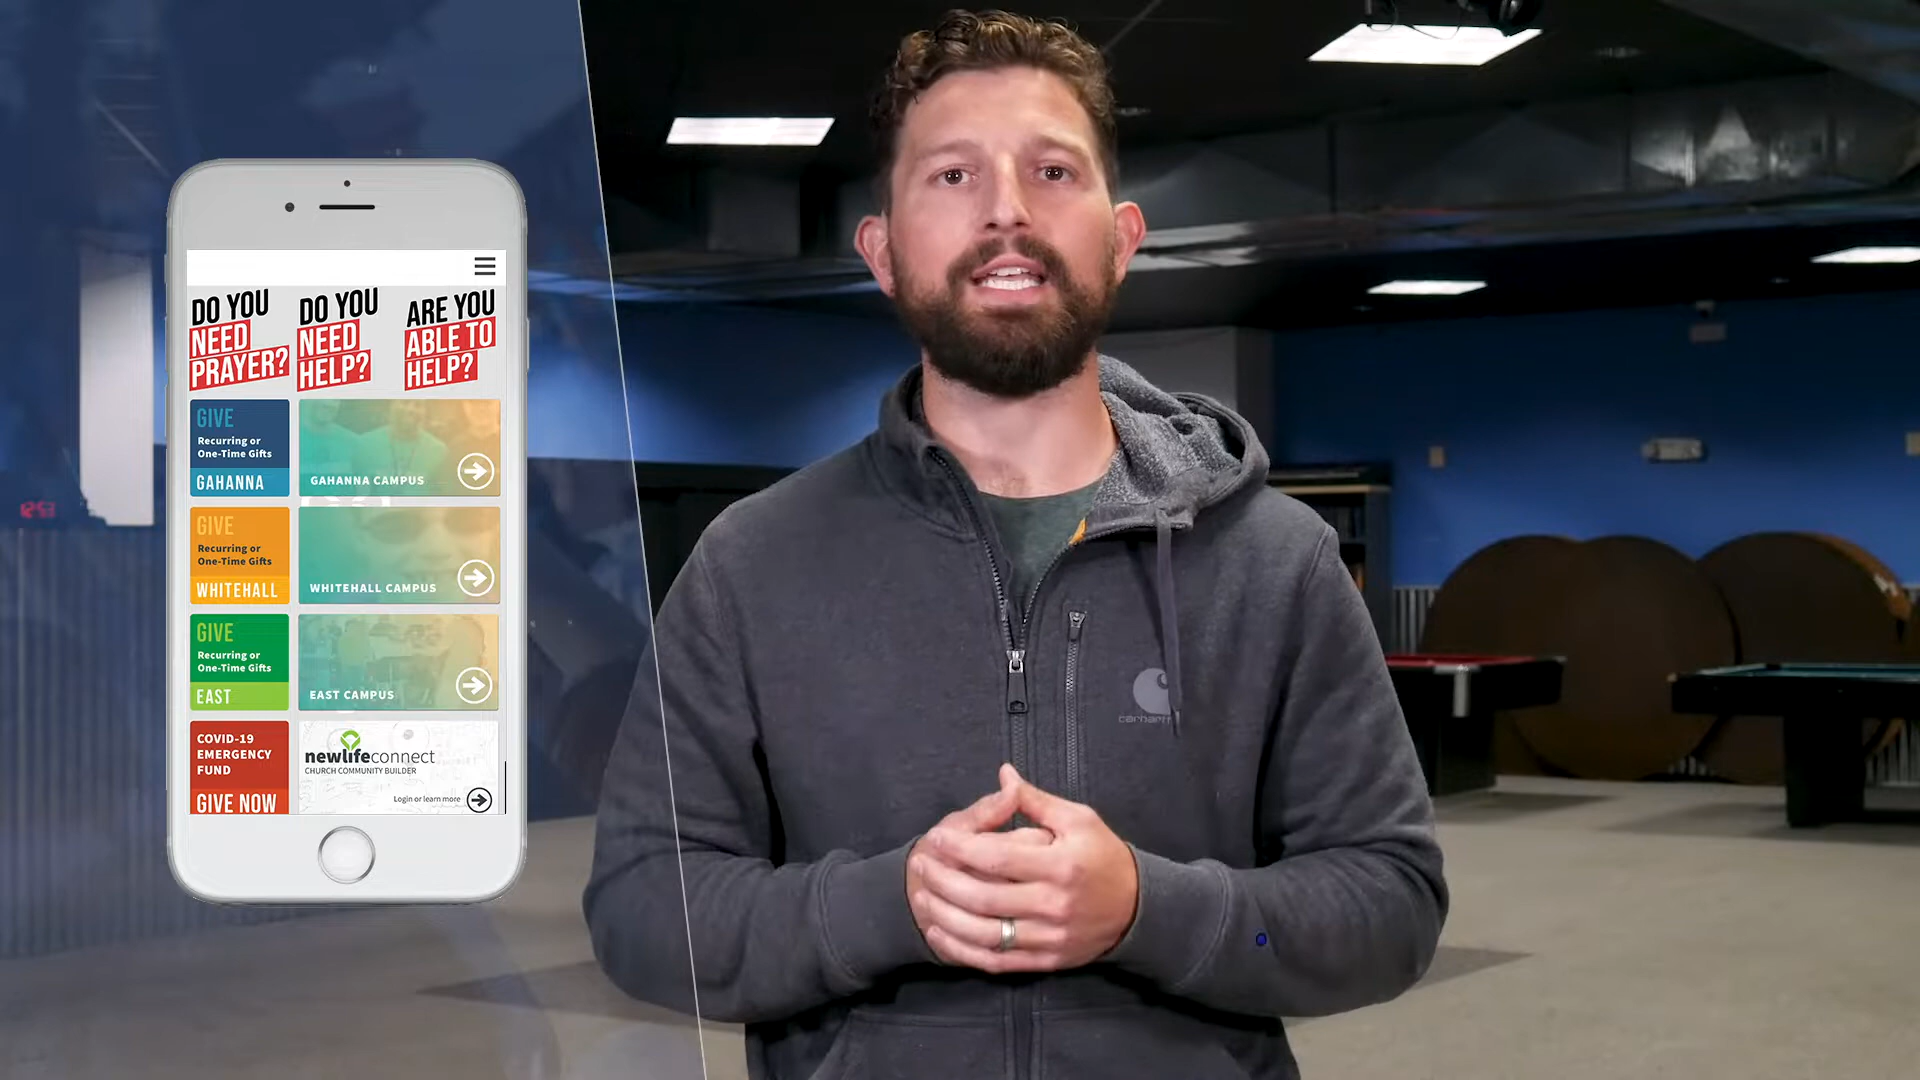 DO YOU
NEED
PRAYER?
DO YOU
NEED
HELP?
ARE YOU
ABLE TO
HELP?
GIVE
Recurring or
One-Time Gifts
GAHANNA
GAHANNA CAMPUS
GIVE
Recurring or
One-Time Gifts
WHITEHALL
WHITEHALL CAMPUS
GIVE
Recurring or
One-Time Gifts
EAST
EAST CAMPUS
COVID-19
EMERGENCY
FUND
GIVE NOW
newlifeconnect
CHURCH COMMUNITY BUILDER
Login or learn more
12:53
carhartt